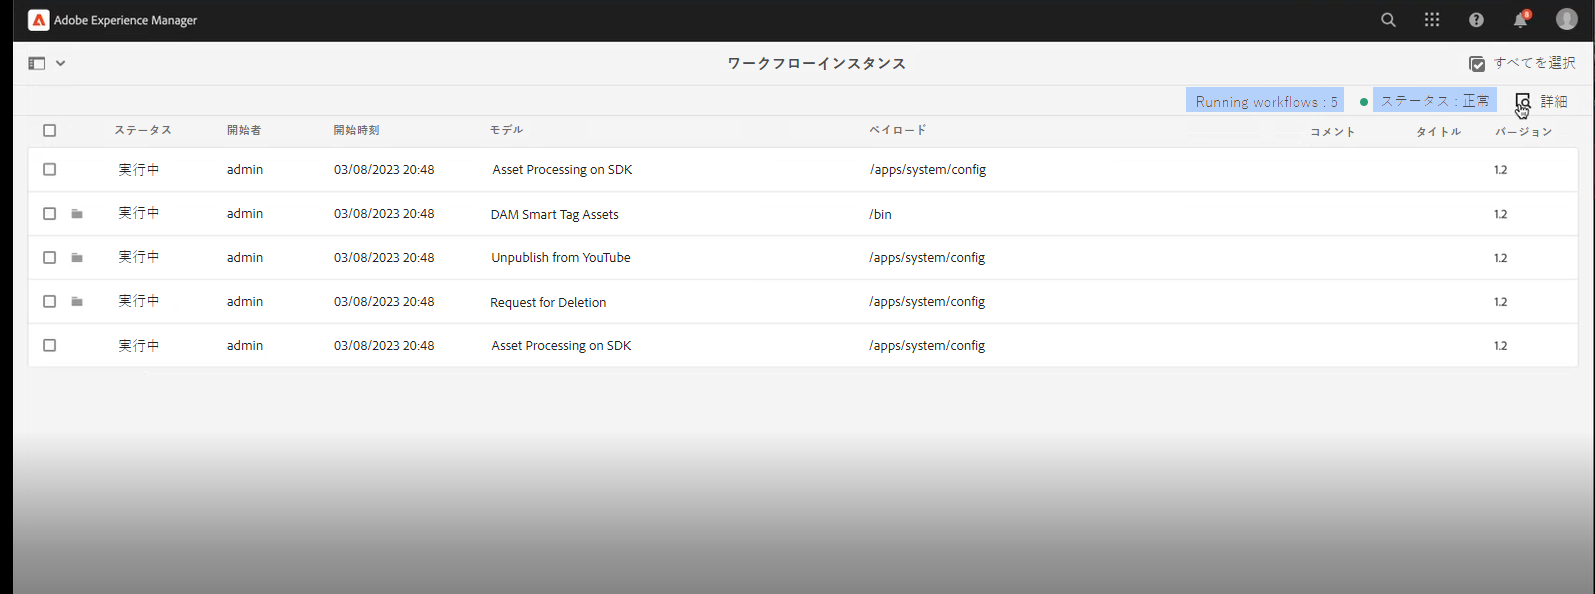 Adobe Experience Manager
8
ワークフローインスタンス
すべてを選択
Running workflows : 5 ステータス : 正常 詳細
ステータス 開始者 開始時刻 モデル ペイロード コメント タイトル バージョン
実行中 admin 03/08/2023 20:48 Asset Processing on SDK /apps/system/config 1.2
実行中 admin 03/08/2023 20:48 DAM Smart Tag Assets /bin 1.2
実行中 admin 03/08/2023 20:48 Unpublish from YouTube /apps/system/config 1.2
実行中 admin 03/08/2023 20:48 Request for Deletion /apps/system/config 1.2
実行中 admin 03/08/2023 20:48 Asset Processing on SDK /apps/system/config 1.2